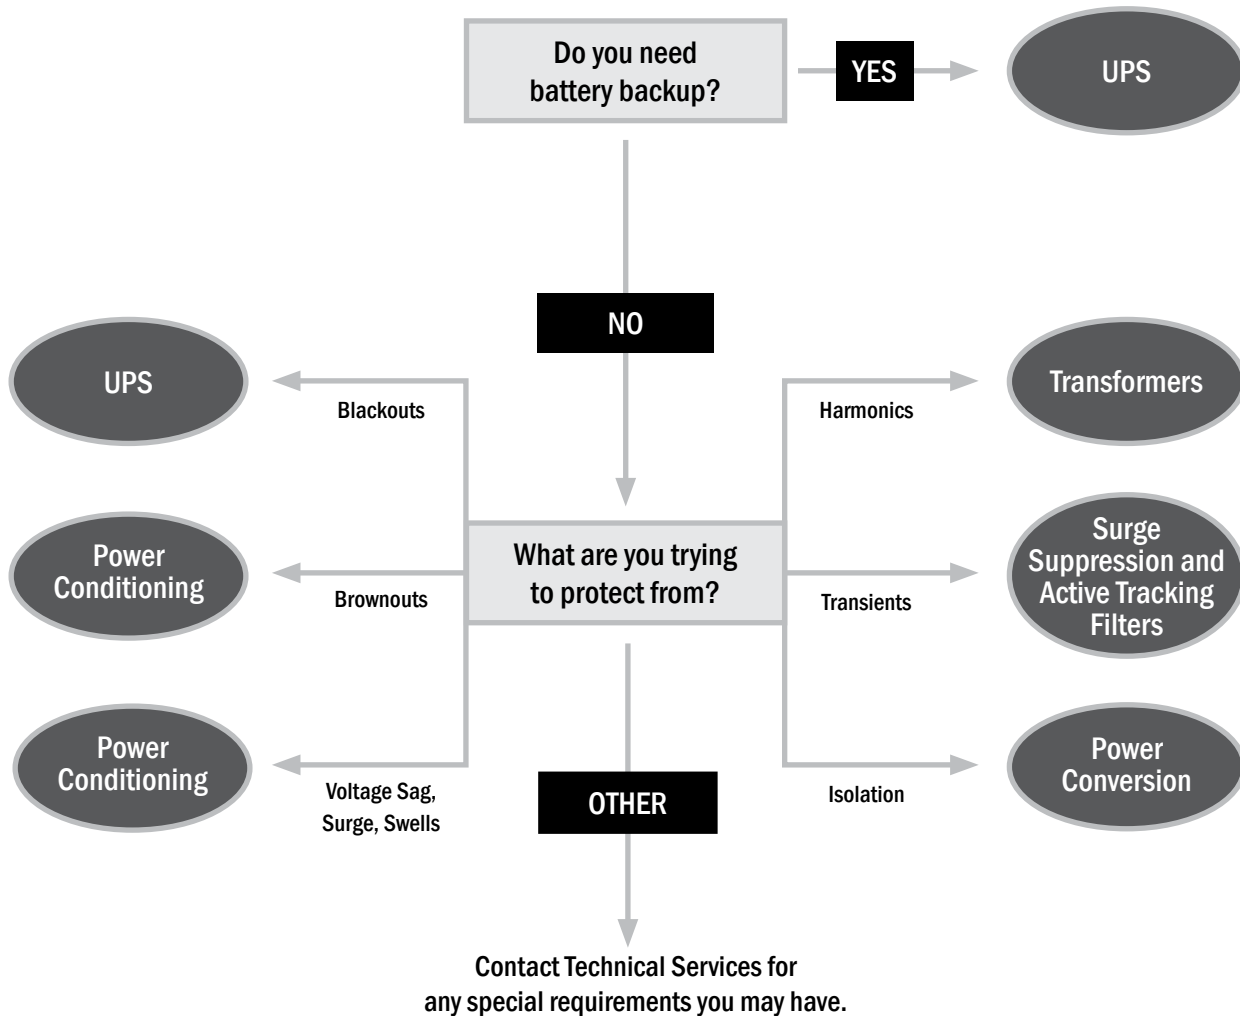 Do you need
battery backup?
YES
UPS
NO
UPS
Blackouts
Harmonics
Transformers
Power
Conditioning
Brownouts
What are you trying
to protect from?
Transients
Surge
Suppression and
Active Tracking
Filters
Power
Conditioning
Voltage Sag,
Surge, Swells
OTHER
Isolation
Power
Conversion
Contact Technical Services for
any special requirements you may have.